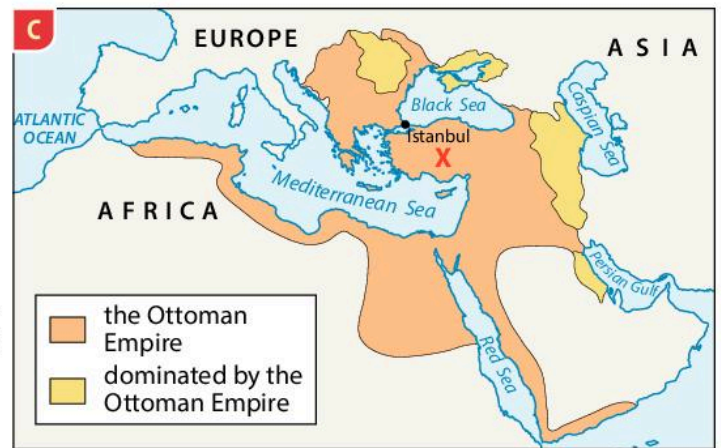 C
EUROPE
ASIA
ATLANTIC
OCEAN
Black Sea
Caspian Sea
Istanbul
X
Mediterranean Sea
AFRICA
Persian Gulf
Red Sea
the Ottoman
Empire
dominated by the
Ottoman Empire